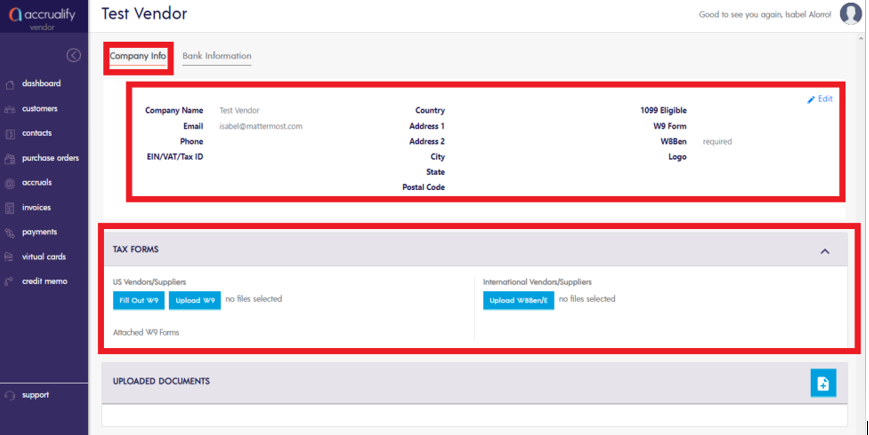 accrualify
vendor
Test Vendor
Good to see you again, Isabel Alorro!
dashboard
customers
contacts
purchase orders
accruals
invoices
payments
virtual cards
credit memo
support
Company Info
Bank Information
Edit
Company Name Test Vendor
Email isabel@mattermost.com
Phone
EIN/VAT/Tax ID
Country
Address 1
Address 2
City
State
Postal Code
1099 Eligible
W9 Form
W8Ben required
Logo
TAX FORMS
US Vendors/Suppliers
Fill Out W9 Upload W9 no files selected
Attached W9 Forms
International Vendors/Suppliers
Upload W8Ben/E no files selected
UPLOADED DOCUMENTS